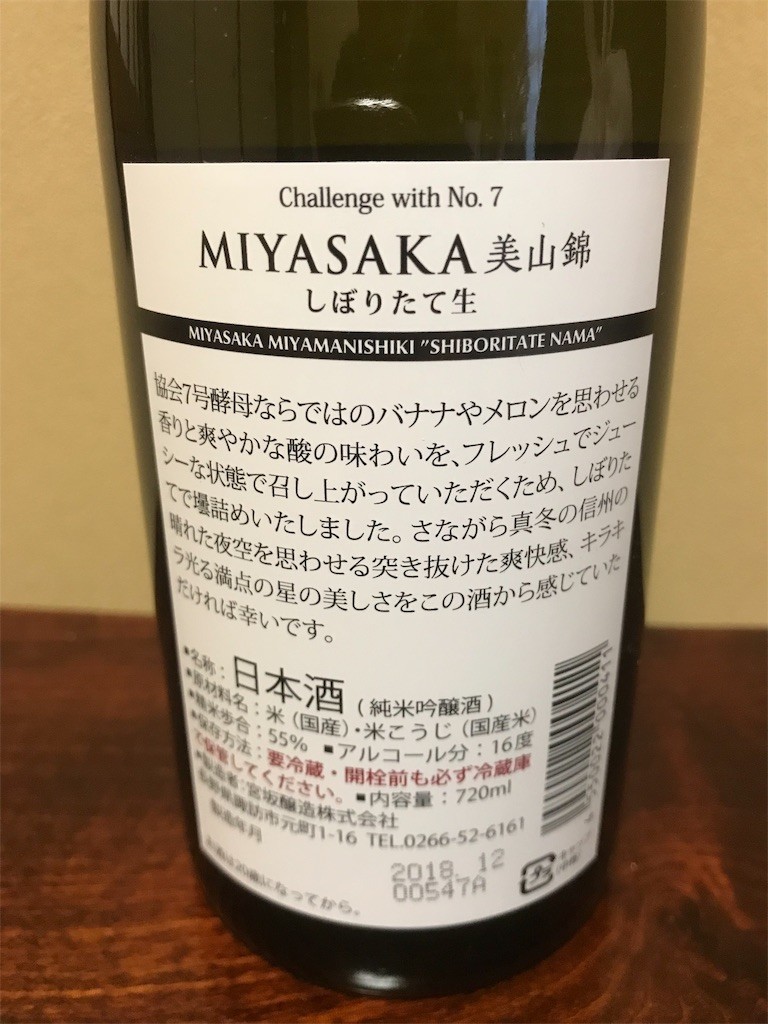 Challenge with No. 7
MIYASAKA 美山錦
しぼりたて生
MIYASAKA MIYAMANISHIKI "SHIBORITATE NAMA"
協会7号酵母ならではのバナナやメロンを思わせる
香りと爽やかな酸の味わいを、フレッシュでジュー
シーな状態で召し上がっていただくため、しぼりた
てで壜詰めいたしました。さながら真冬の信州の
晴れた夜空を思わせる突き抜けた爽快感、キラキ
ラ光る満点の星の美しさをこの酒から感じていた
だければ幸いです。
■名称：日本酒（純米吟醸酒）
■原材料名：米（国産）・米こうじ（国産米）
■精米歩合：55% ■アルコール分：16度
■保存方法：要冷蔵・開栓前も必ず冷蔵庫
で保管してください。 ■内容量：720ml
■製造者：宮坂醸造株式会社
長野県諏訪市元町1-16 TEL.0266-52-6161
製造年月
2018. 12
00547A
お酒は20歳になってから。